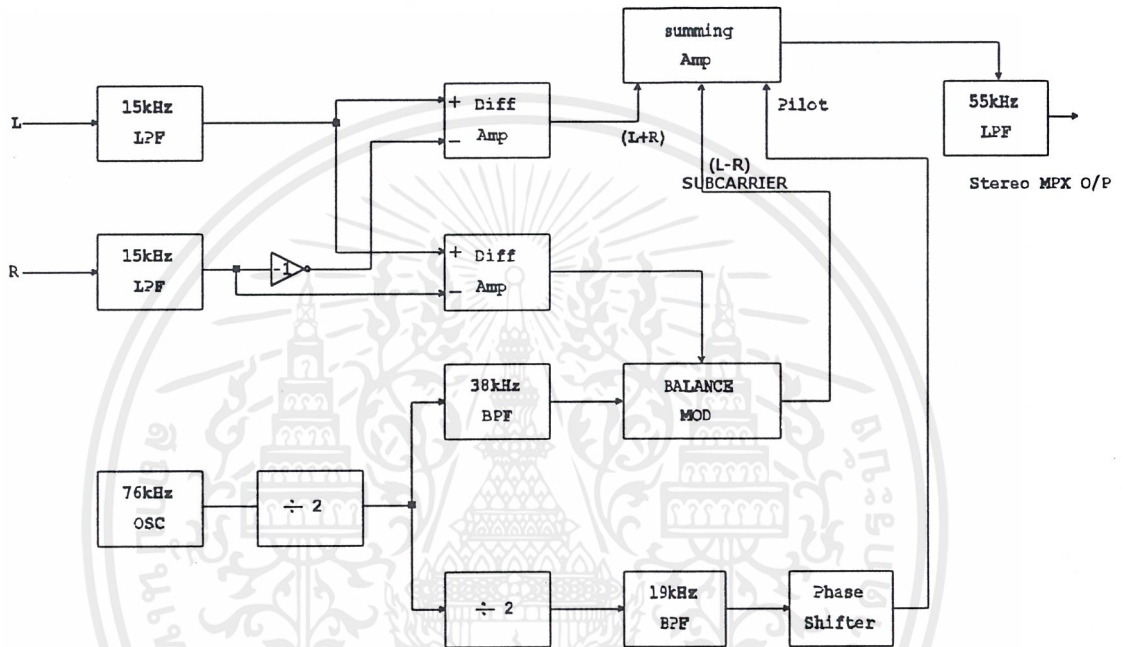 summing
Amp
15kHz
LPF
+ Diff
Amp
−
L
55kHz
LPF
Pilot
(L+R)
(L-R)
SUBCARRIER
Stereo MPX O/P
15kHz
LPF
R
-1
+ Diff
Amp
−
38kHz
BPF
BALANCE
MOD
76kHz
OSC
÷ 2
÷ 2
19kHz
BPF
Phase
Shifter